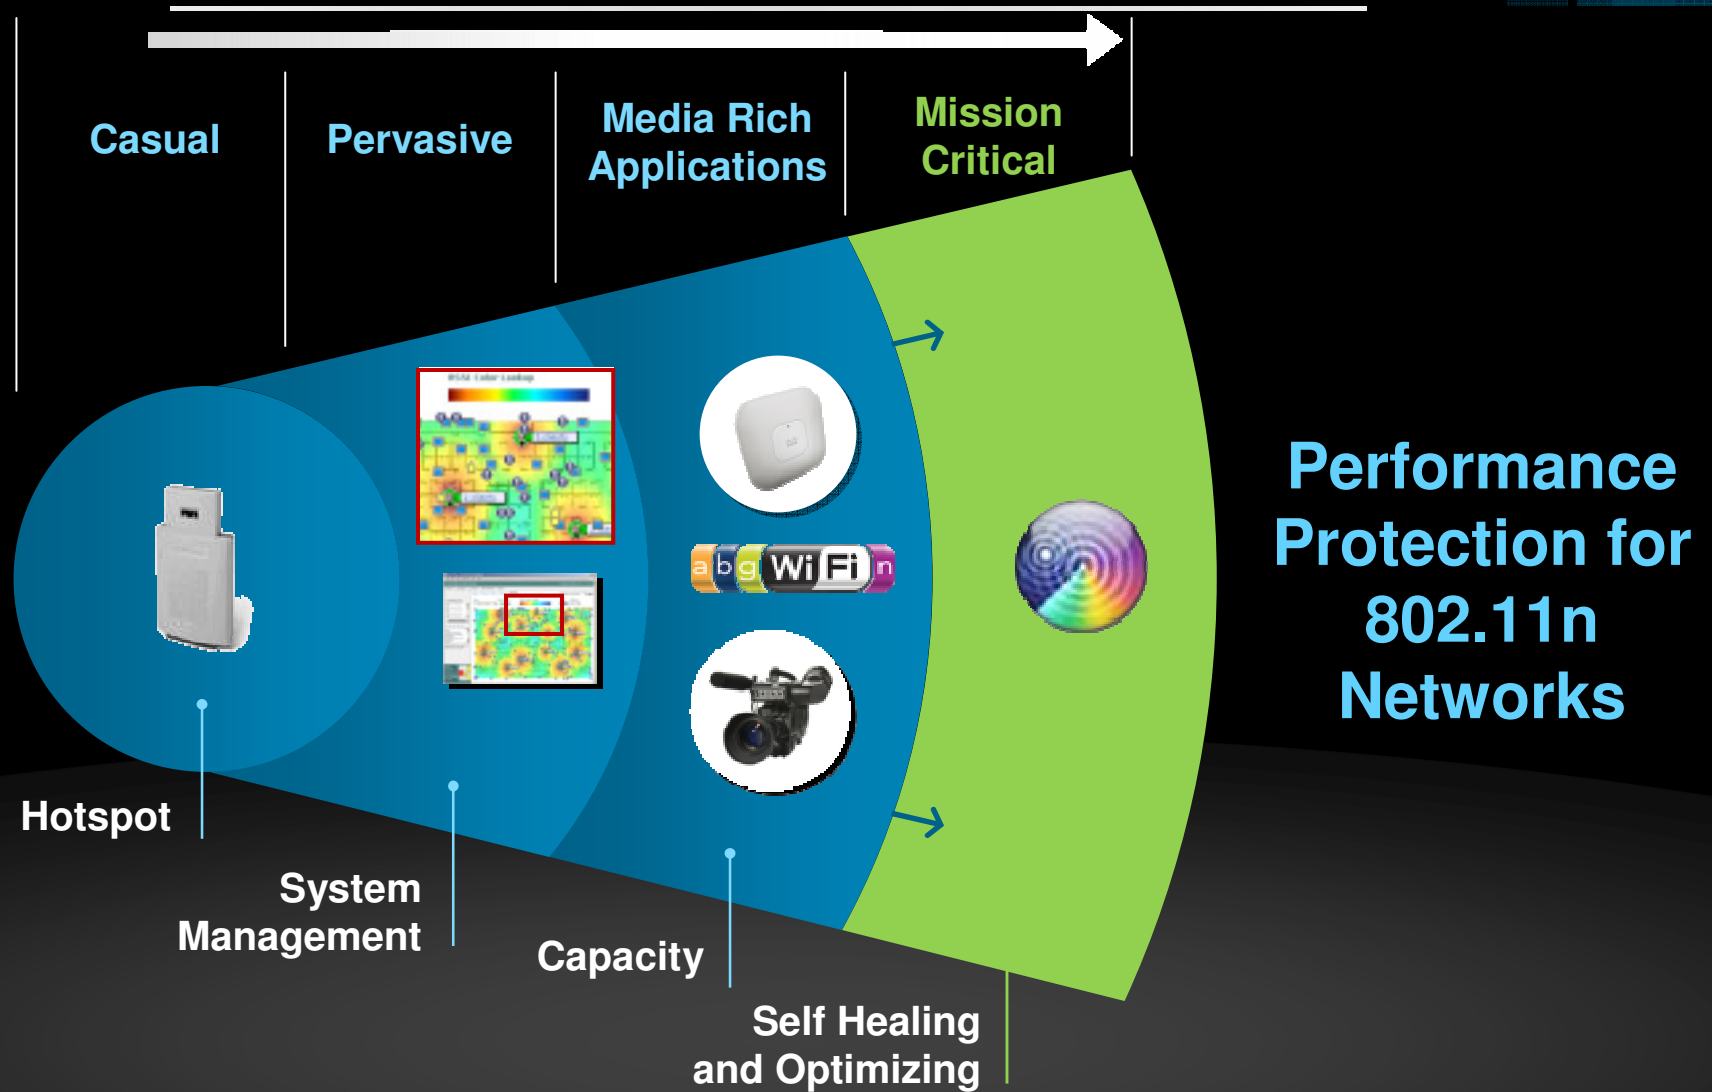 Casual
Pervasive
Media Rich
Applications
Mission
Critical
a b g Wi Fi n
Performance
Protection for
802.11n
Networks
Hotspot
System
Management
Capacity
Self Healing
and Optimizing